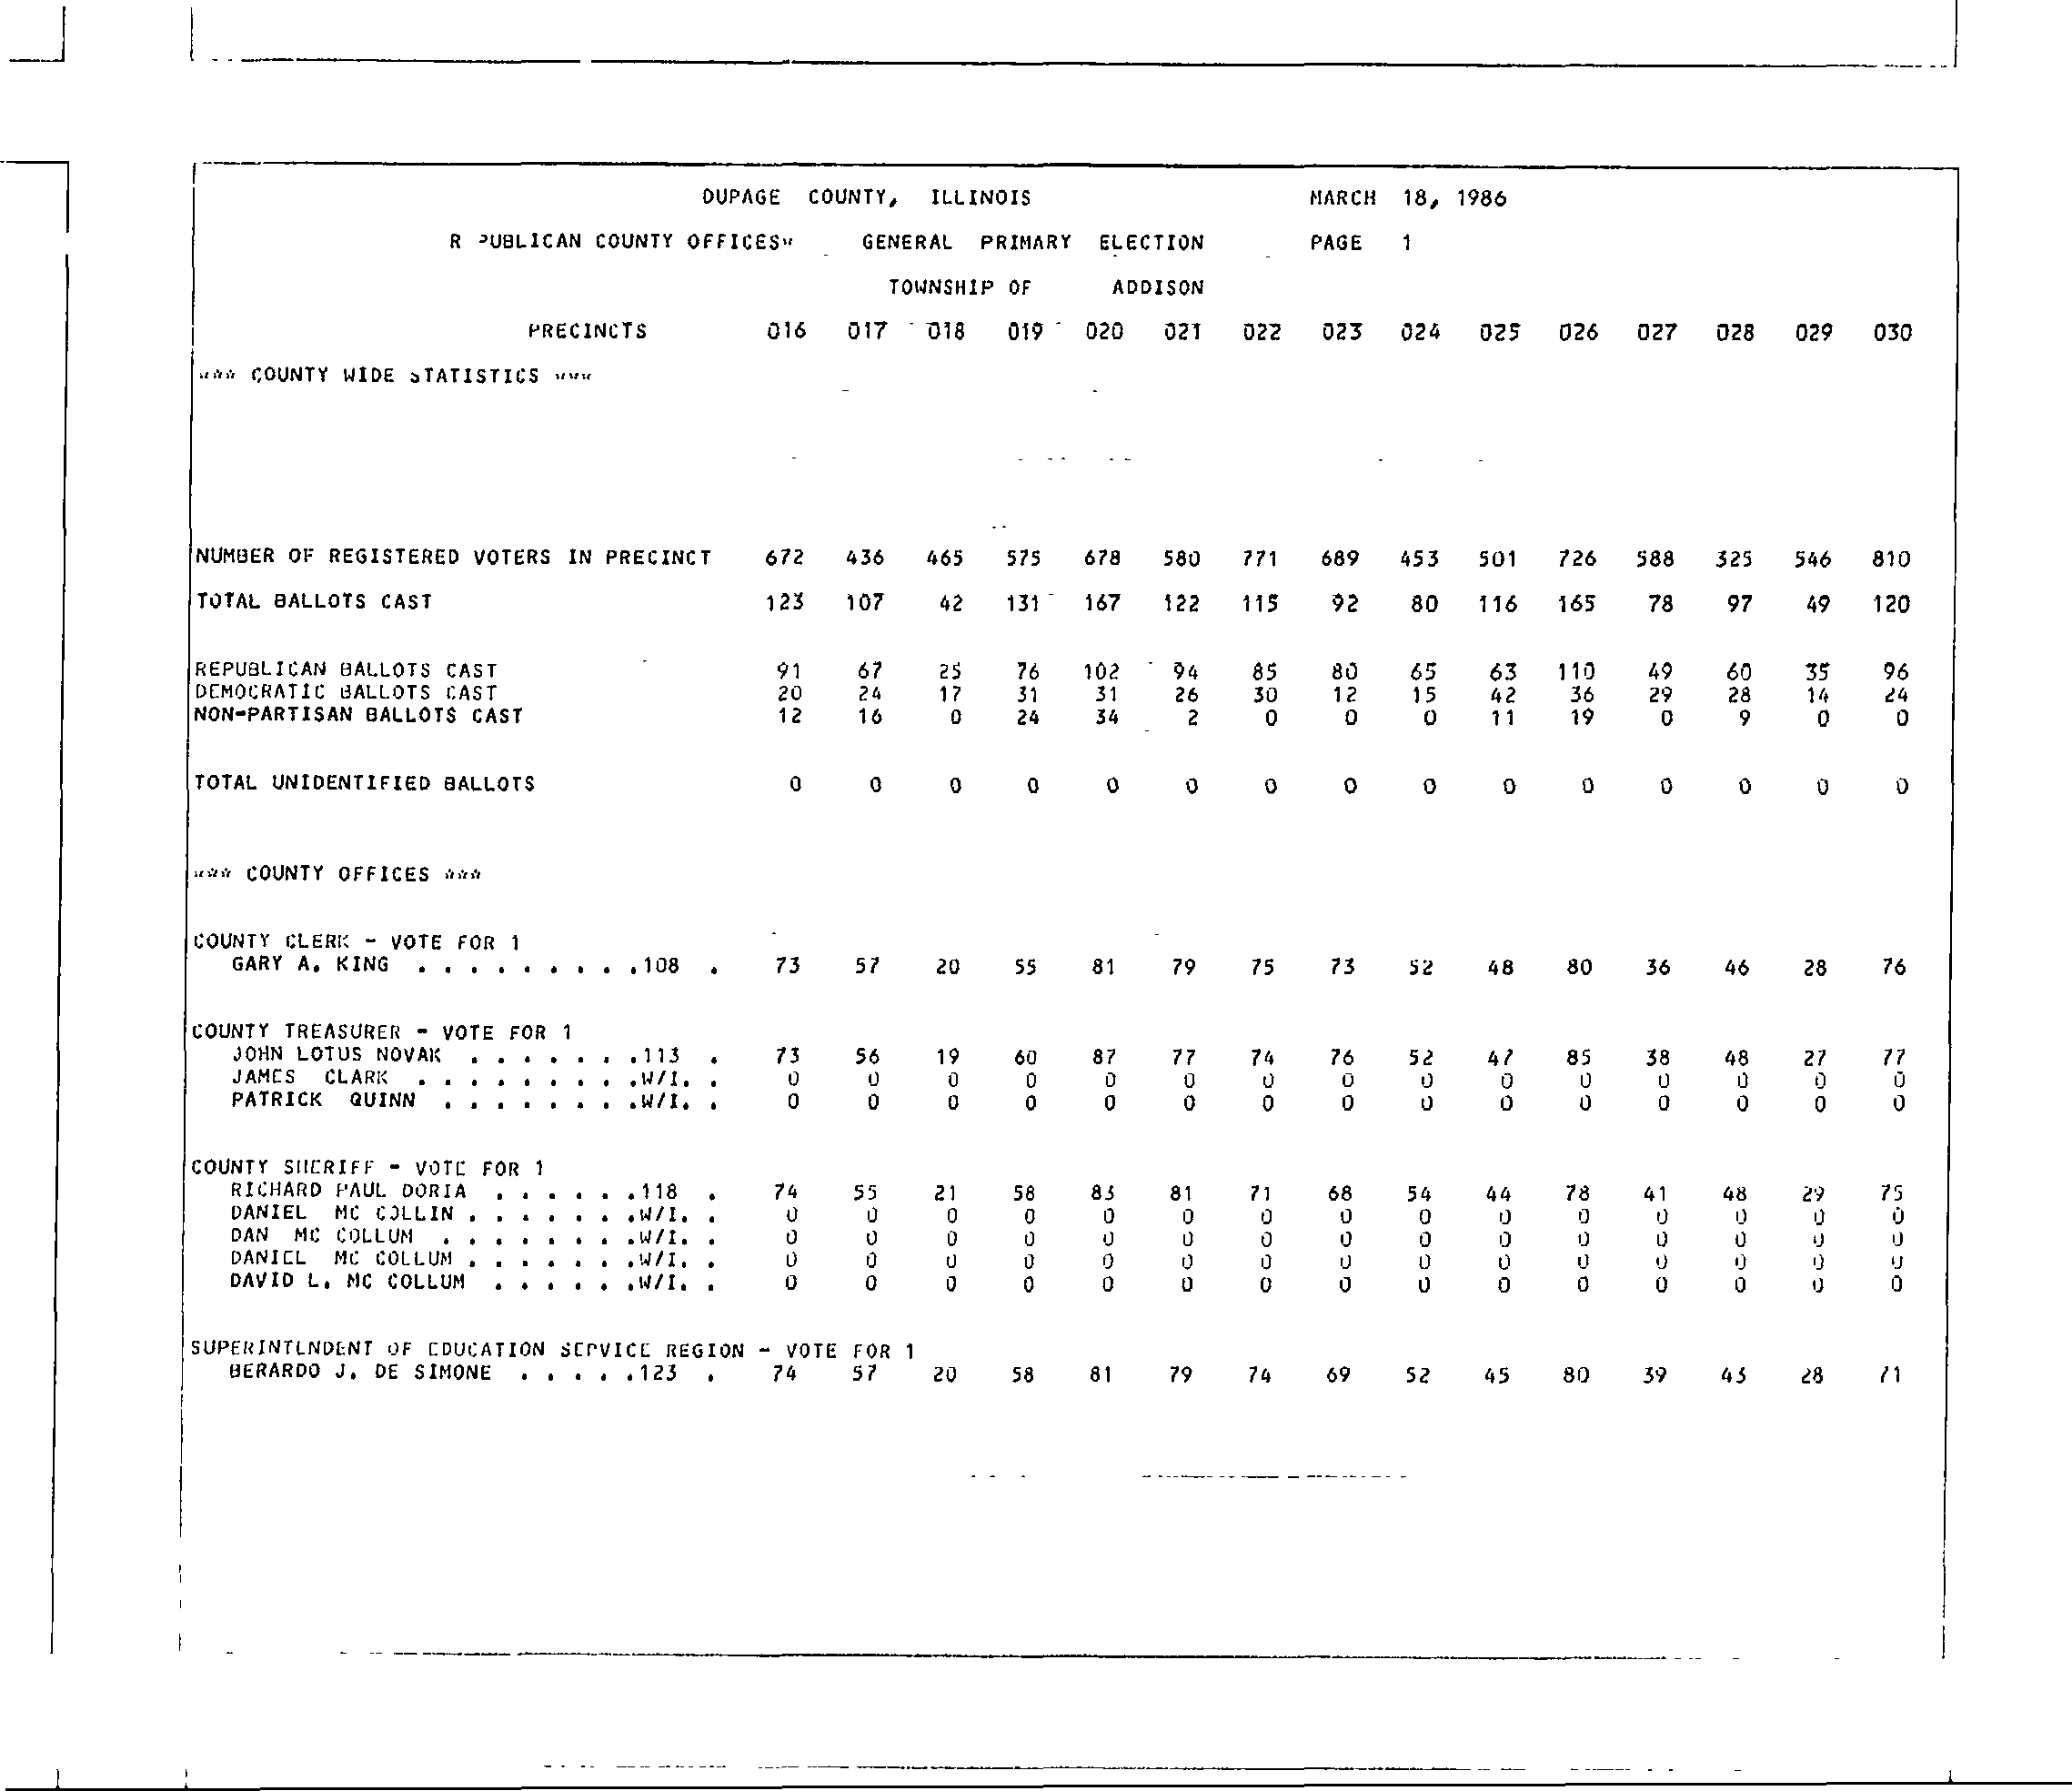 DUPAGE COUNTY, ILLINOIS MARCH 18, 1986
R PUBLICAN COUNTY OFFICES* GENERAL PRIMARY ELECTION PAGE 1
TOWNSHIP OF ADDISON
PRECINCTS 016 017 018 019 020 021 022 023 024 025 026 027 028 029 030
*** COUNTY WIDE STATISTICS ***
NUMBER OF REGISTERED VOTERS IN PRECINCT 672 436 465 575 678 580 771 689 453 501 726 588 325 546 810
TOTAL BALLOTS CAST 123 107 42 131 167 122 115 92 80 116 165 78 97 49 120
REPUBLICAN BALLOTS CAST 91 67 25 76 102 94 85 80 65 63 110 49 60 35 96
DEMOCRATIC BALLOTS CAST 20 24 17 31 31 26 30 12 15 42 36 29 28 14 24
NON-PARTISAN BALLOTS CAST 12 16 0 24 34 2 0 0 0 11 19 0 9 0 0
TOTAL UNIDENTIFIED BALLOTS 0 0 0 0 0 0 0 0 0 0 0 0 0 0 0
*** COUNTY OFFICES ***
COUNTY CLERK - VOTE FOR 1
GARY A. KING . . . . . . . . .108 . 73 57 20 55 81 79 75 73 52 48 80 36 46 28 76
COUNTY TREASURER - VOTE FOR 1
JOHN LOTUS NOVAK . . . . . . .113 . 73 56 19 60 87 77 74 76 52 47 85 38 48 27 77
JAMES CLARK . . . . . . . . .W/I. . 0 0 0 0 0 0 0 0 0 0 0 0 0 0 0
PATRICK QUINN . . . . . . . .W/I. . 0 0 0 0 0 0 0 0 0 0 0 0 0 0 0
COUNTY SHERIFF - VOTE FOR 1
RICHARD PAUL DORIA . . . . . .118 . 74 55 21 58 83 81 71 68 54 44 78 41 48 29 75
DANIEL MC COLLIN . . . . . . .W/I. . 0 0 0 0 0 0 0 0 0 0 0 0 0 0 0
DAN MC COLLUM . . . . . . . .W/I. . 0 0 0 0 0 0 0 0 0 0 0 0 0 0 0
DANIEL MC COLLUM . . . . . . .W/I. . 0 0 0 0 0 0 0 0 0 0 0 0 0 0 0
DAVID L. MC COLLUM . . . . . .W/I. . 0 0 0 0 0 0 0 0 0 0 0 0 0 0 0
SUPERINTENDENT OF EDUCATION SERVICE REGION - VOTE FOR 1
BERARDO J. DE SIMONE . . . . .123 . 74 57 20 58 81 79 74 69 52 45 80 39 43 28 71